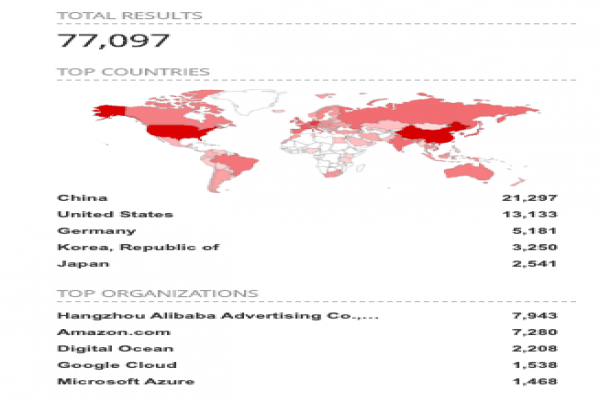 TOTAL RESULTS
77,097
TOP COUNTRIES
China 21,297
United States 13,133
Germany 5,181
Korea, Republic of 3,250
Japan 2,541
TOP ORGANIZATIONS
Hangzhou Alibaba Advertising Co.,... 7,943
Amazon.com 7,280
Digital Ocean 2,208
Google Cloud 1,538
Microsoft Azure 1,468